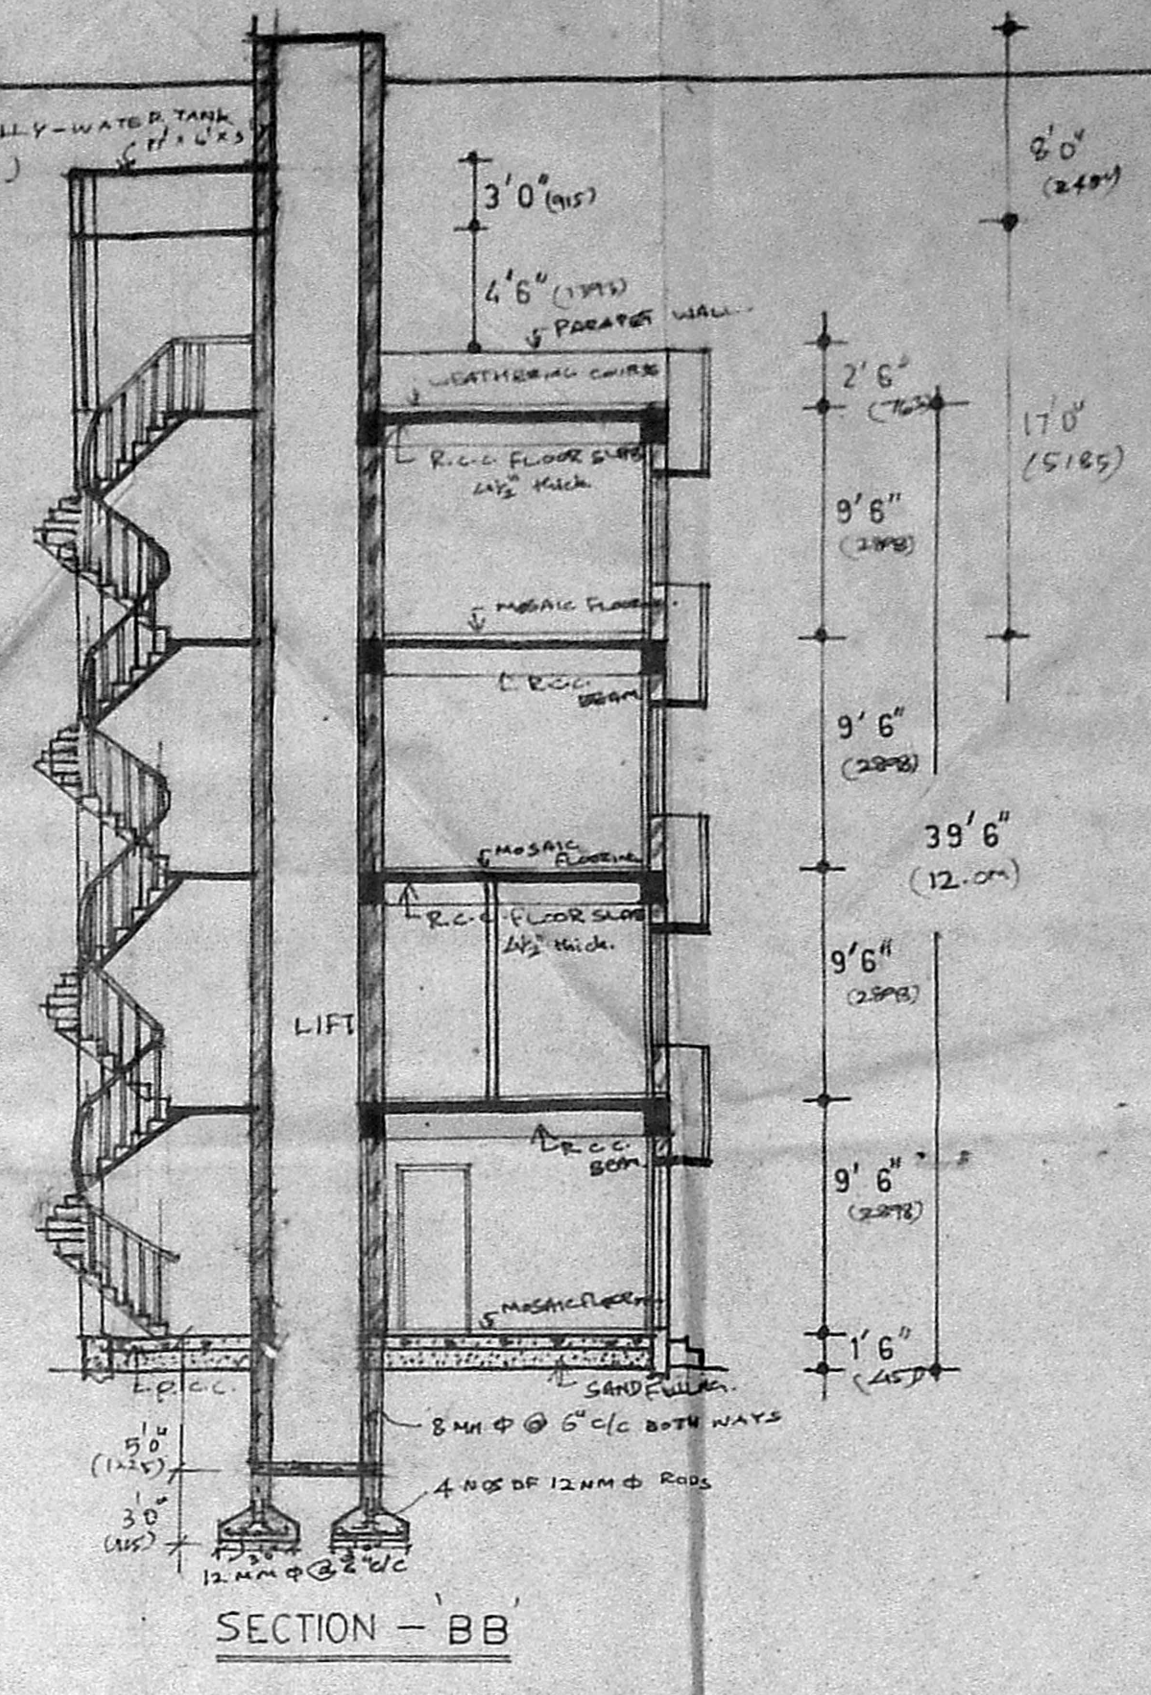 LLY-WATER TANK
)
3'0" (915)
8'0"
4'6"
PARAPET WALL
WEATHERING COURSE
2'6"
(763)
R.C.C. FLOOR SLAB
4½" thick
17'0"
(5185)
9'6"
(2898)
MOSAIC FLOORING.
R.C.C.
BEAM
9'6"
(2898)
MOSAIC
FLOORING
39'6"
(12.0M)
R.C.C FLOOR SLAB
4½" thick.
9'6"
(2898)
LIFT
R.C.C.
BEAM.
9'6"
(2898)
MOSAIC FLOORING
1'6"
P.C.C.
SAND FILLING.
8 MM Φ @ 6" C/C BOTH WAYS
5'0"
4 NOS OF 12 MM Φ RODS
3'0"
(915)
12 MM Φ @ 6" C/C
SECTION - 'BB'